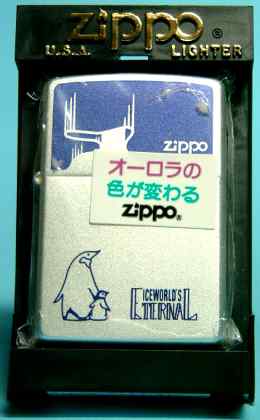 zippo®
U.S.A. LIGHTER
zippo
オーロラの
色が変わる
zippo®
ICEWORLD'S
ETERNAL